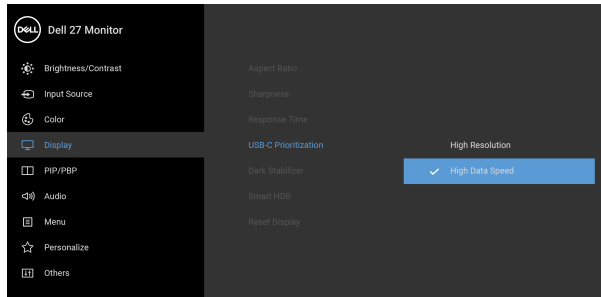 DELL Dell 27 Monitor
Brightness/Contrast
Input Source
Color
Display
PIP/PBP
Audio
Menu
Personalize
Others
Aspect Ratio
Sharpness
Response Time
USB-C Prioritization
Dark Stabilizer
Smart HDR
Reset Display
High Resolution
High Data Speed